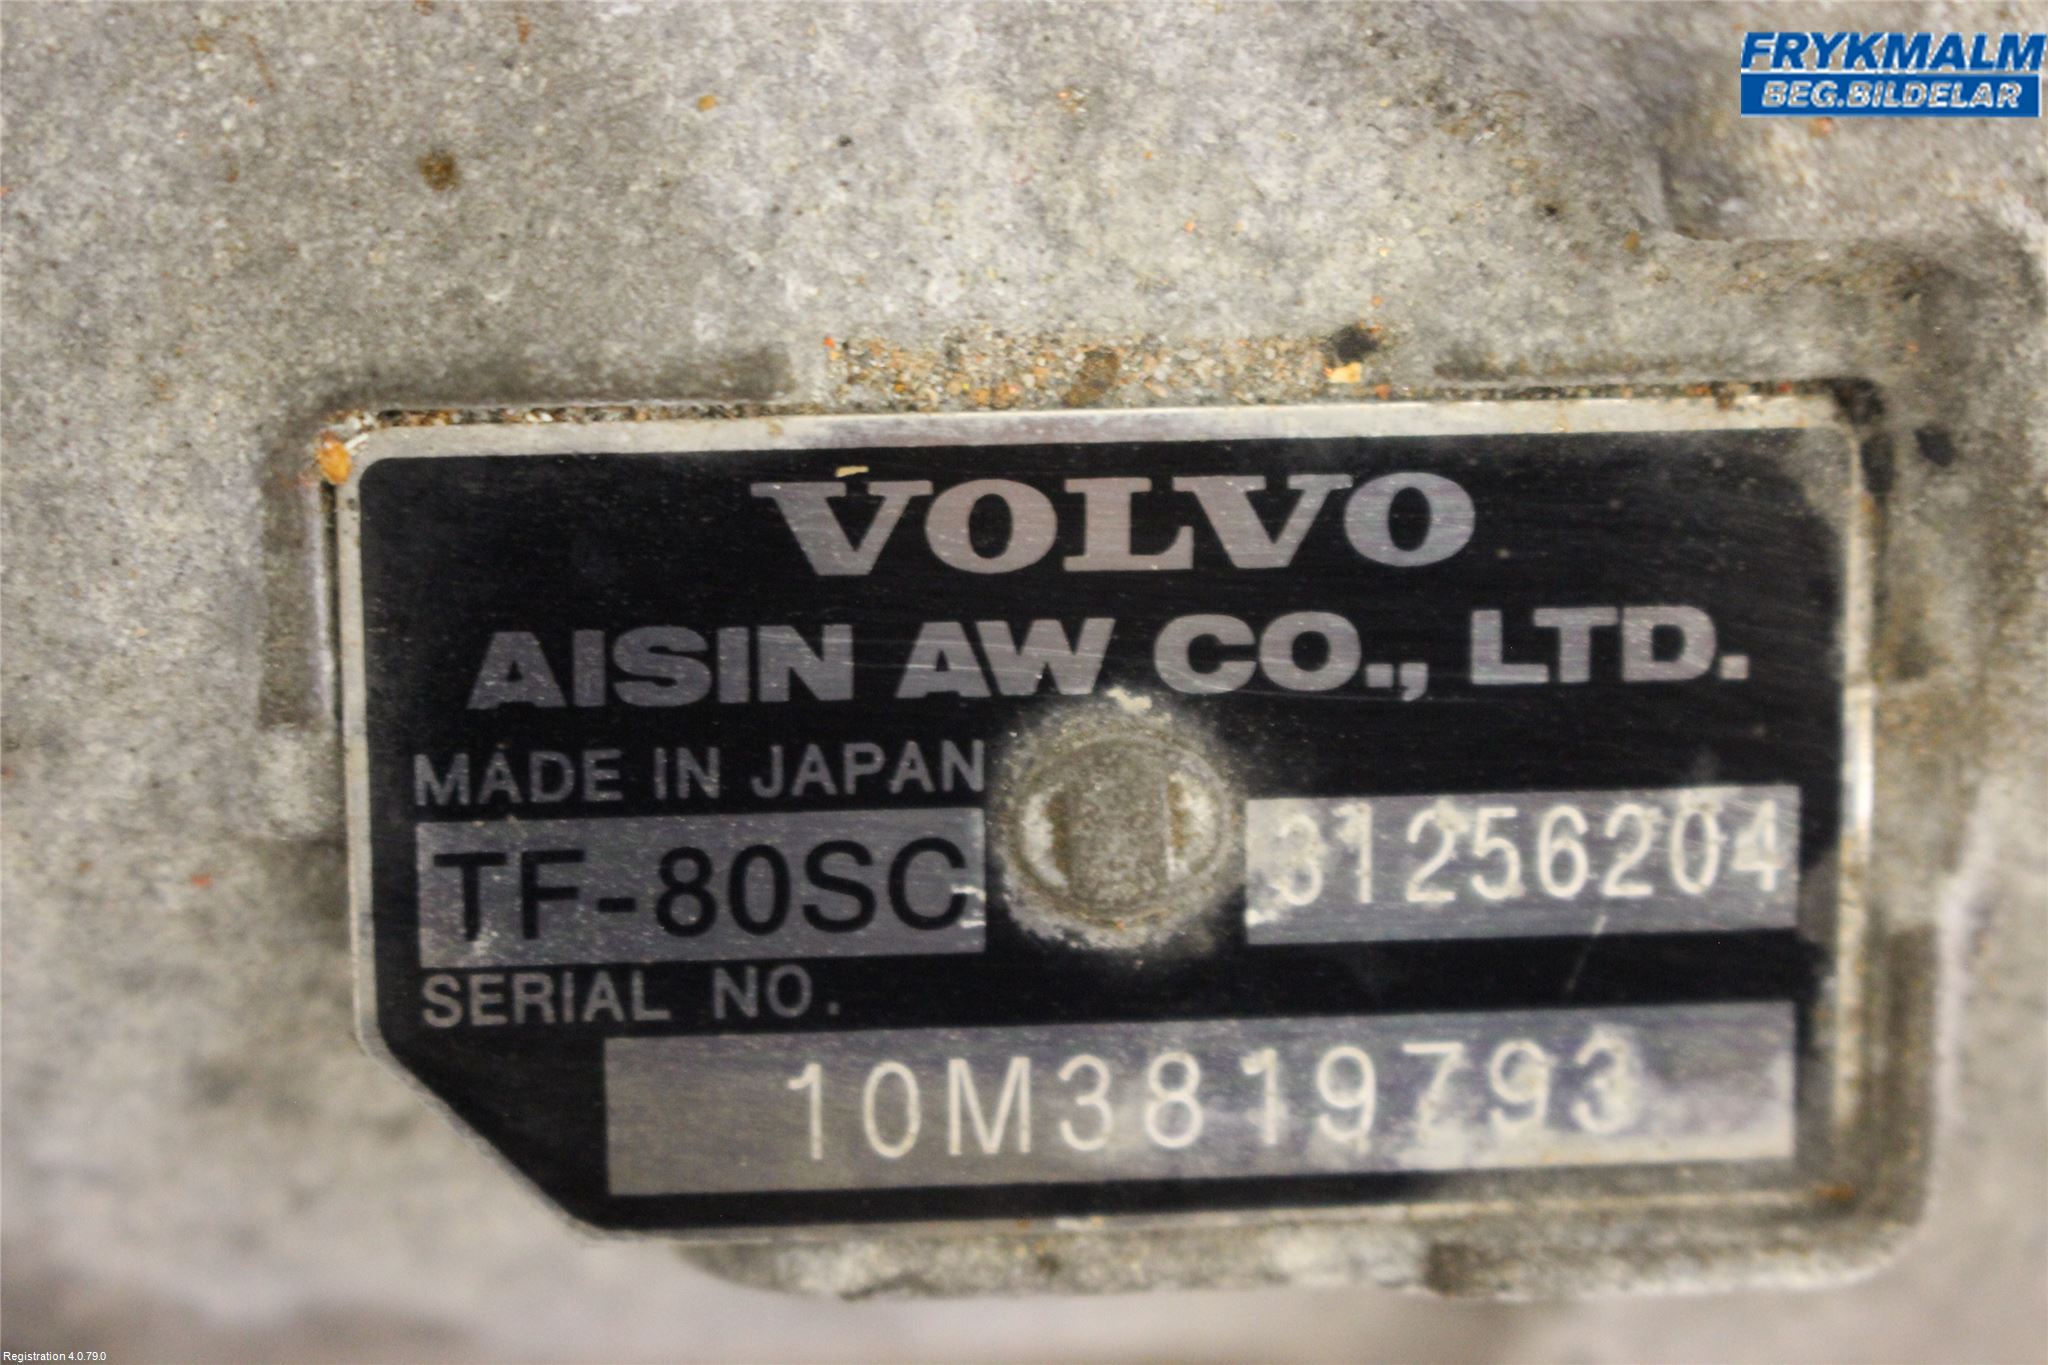 FRYKMALM
BEG.BILDELAR
VOLVO
AISIN AW CO., LTD.
MADE IN JAPAN
TF-80SC 31256204
SERIAL NO.
10M3819793
Registration 4.0.79.0